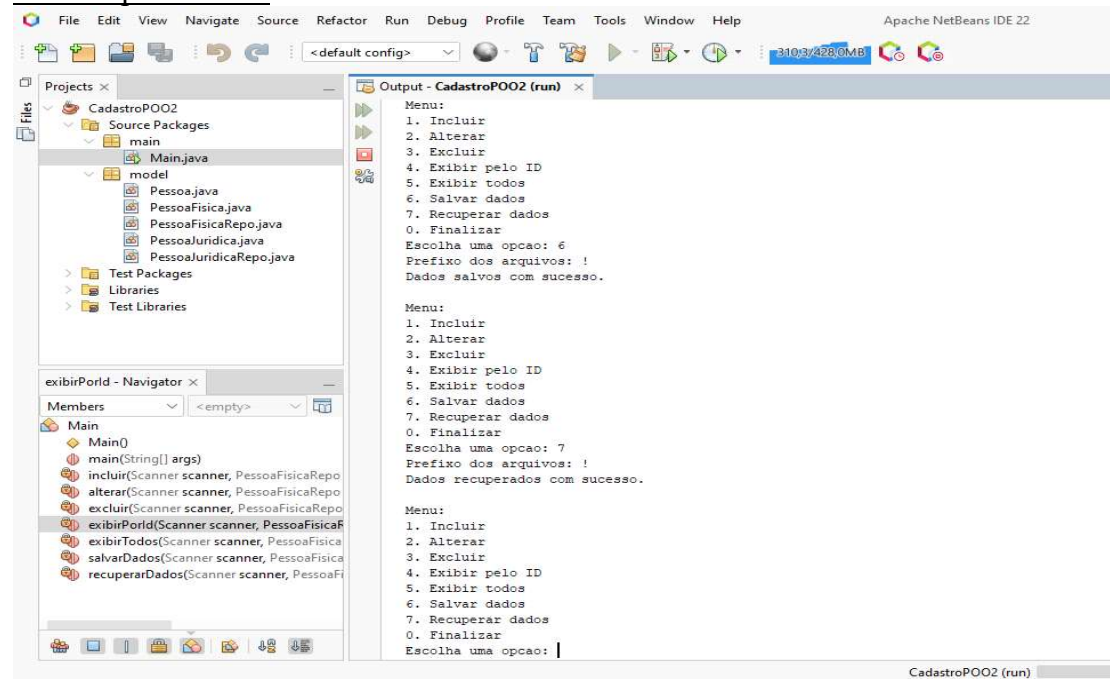 File Edit View Navigate Source Refactor Run Debug Profile Team Tools Window Help Apache NetBeans IDE 22
<default config> 310,3/428,0MB
Files
Projects
CadastroPOO2
Source Packages
main
Main.java
model
Pessoa.java
PessoaFisica.java
PessoaFisicaRepo.java
PessoaJuridica.java
PessoaJuridicaRepo.java
Test Packages
Libraries
Test Libraries
exibirPorId - Navigator
Members <empty>
Main
Main()
main(String[] args)
incluir(Scanner scanner, PessoaFisicaRepo
alterar(Scanner scanner, PessoaFisicaRepo
excluir(Scanner scanner, PessoaFisicaRepo
exibirPorId(Scanner scanner, PessoaFisicaR
exibirTodos(Scanner scanner, PessoaFisica
salvarDados(Scanner scanner, PessoaFisica
recuperarDados(Scanner scanner, PessoaFi
Output - CadastroPOO2 (run)
Menu:
1. Incluir
2. Alterar
3. Excluir
4. Exibir pelo ID
5. Exibir todos
6. Salvar dados
7. Recuperar dados
0. Finalizar
Escolha uma opcao: 6
Prefixo dos arquivos: !
Dados salvos com sucesso.
Menu:
1. Incluir
2. Alterar
3. Excluir
4. Exibir pelo ID
5. Exibir todos
6. Salvar dados
7. Recuperar dados
0. Finalizar
Escolha uma opcao: 7
Prefixo dos arquivos: !
Dados recuperados com sucesso.
Menu:
1. Incluir
2. Alterar
3. Excluir
4. Exibir pelo ID
5. Exibir todos
6. Salvar dados
7. Recuperar dados
0. Finalizar
Escolha uma opcao:
CadastroPOO2 (run)